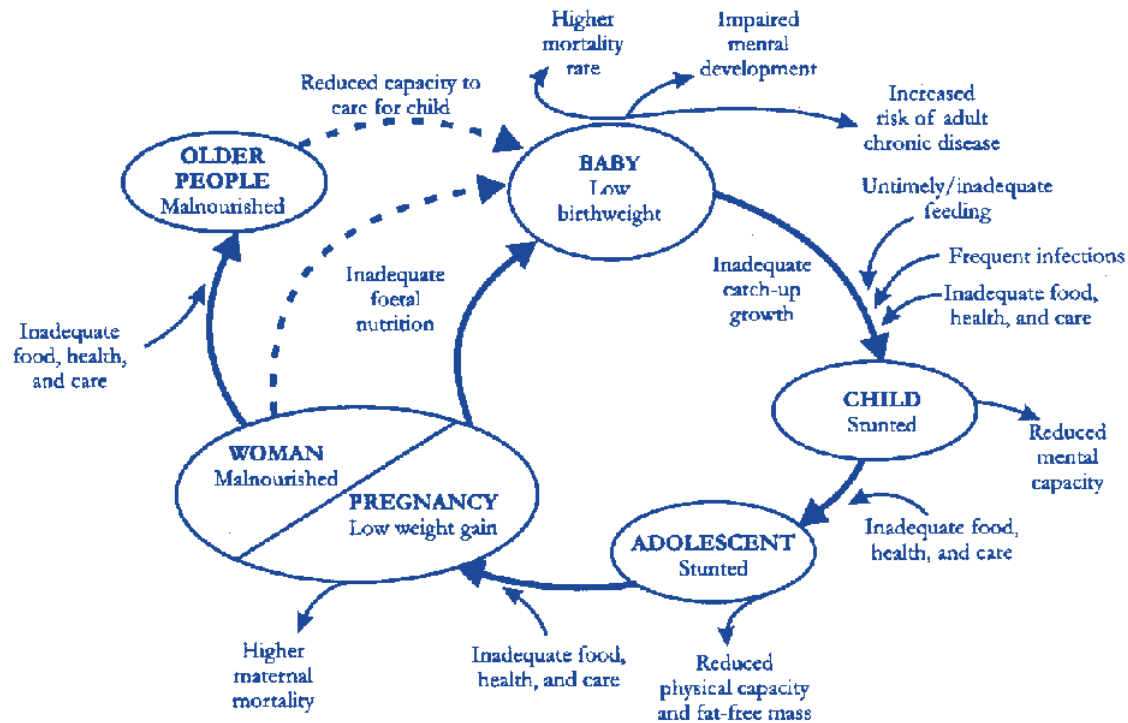 Higher
mortality
rate
Impaired
mental
development
Reduced capacity to
care for child
Increased
risk of adult
chronic disease
OLDER
PEOPLE
Malnourished
BABY
Low
birthweight
Untimely/inadequate
feeding
Frequent infections
Inadequate food,
health, and care
Inadequate
foetal
nutrition
Inadequate
catch-up
growth
Inadequate
food, health,
and care
CHILD
Stunted
Reduced
mental
capacity
WOMAN
Malnourished
PREGNANCY
Low weight gain
Inadequate food,
health, and care
ADOLESCENT
Stunted
Higher
maternal
mortality
Inadequate food,
health, and care
Reduced
physical capacity
and fat-free mass